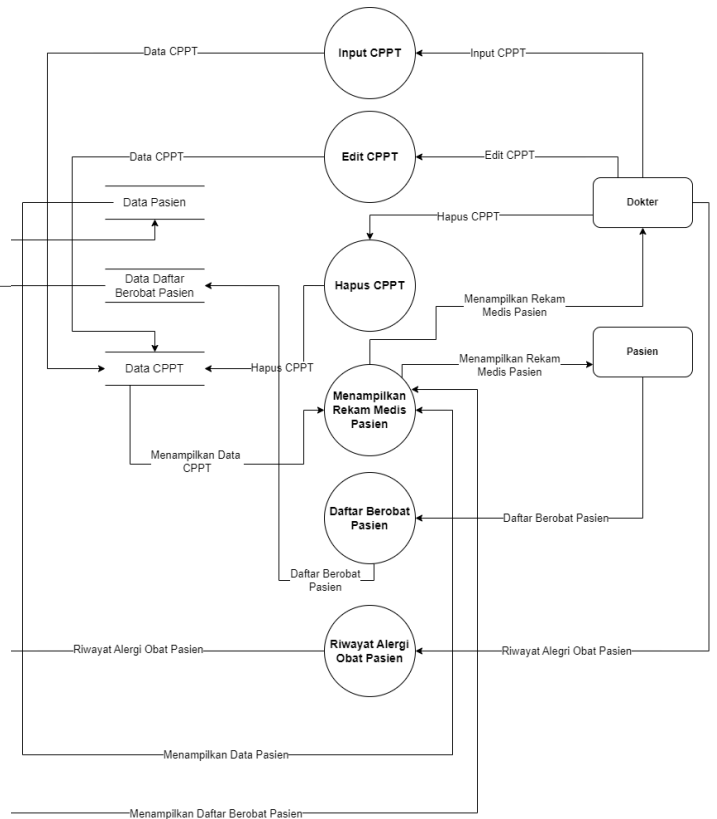 Data CPPT
Input CPPT
Input CPPT
Data CPPT
Edit CPPT
Edit CPPT
Data Pasien
Dokter
Hapus CPPT
Data Daftar
Berobat Pasien
Hapus CPPT
Menampilkan Rekam
Medis Pasien
Pasien
Data CPPT
Hapus CPPT
Menampilkan Rekam
Medis Pasien
Menampilkan
Rekam Medis
Pasien
Menampilkan Data
CPPT
Daftar Berobat
Pasien
Daftar Berobat Pasien
Daftar Berobat
Pasien
Riwayat Alergi Obat Pasien
Riwayat Alergi
Obat Pasien
Riwayat Alegri Obat Pasien
Menampilkan Data Pasien
Menampilkan Daftar Berobat Pasien